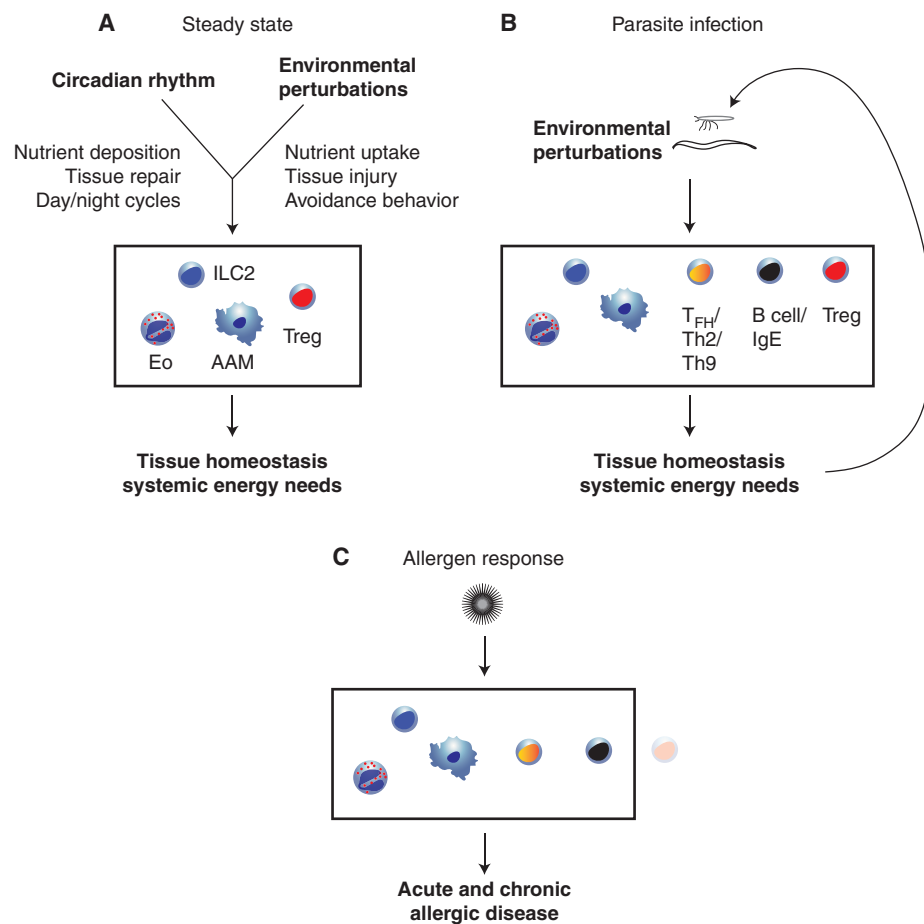 A Steady state
Circadian rhythm
Environmental
perturbations
Nutrient deposition
Tissue repair
Day/night cycles
Nutrient uptake
Tissue injury
Avoidance behavior
ILC2
Treg
Eo
AAM
Tissue homeostasis
systemic energy needs
B Parasite infection
Environmental
perturbations
TFH/
Th2/
Th9
B cell/
IgE
Treg
Tissue homeostasis
systemic energy needs
C Allergen response
Acute and chronic
allergic disease